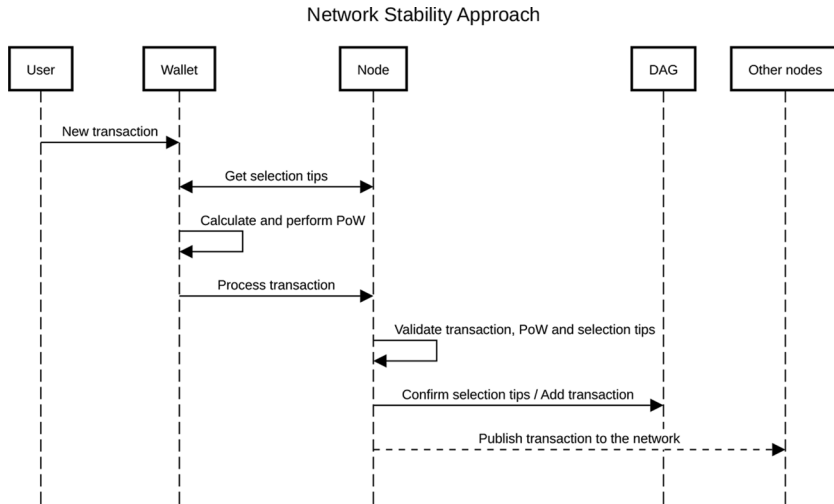 Network Stability Approach
User
Wallet
Node
DAG
Other nodes
New transaction
Get selection tips
Calculate and perform PoW
Process transaction
Validate transaction, PoW and selection tips
Confirm selection tips / Add transaction
Publish transaction to the network